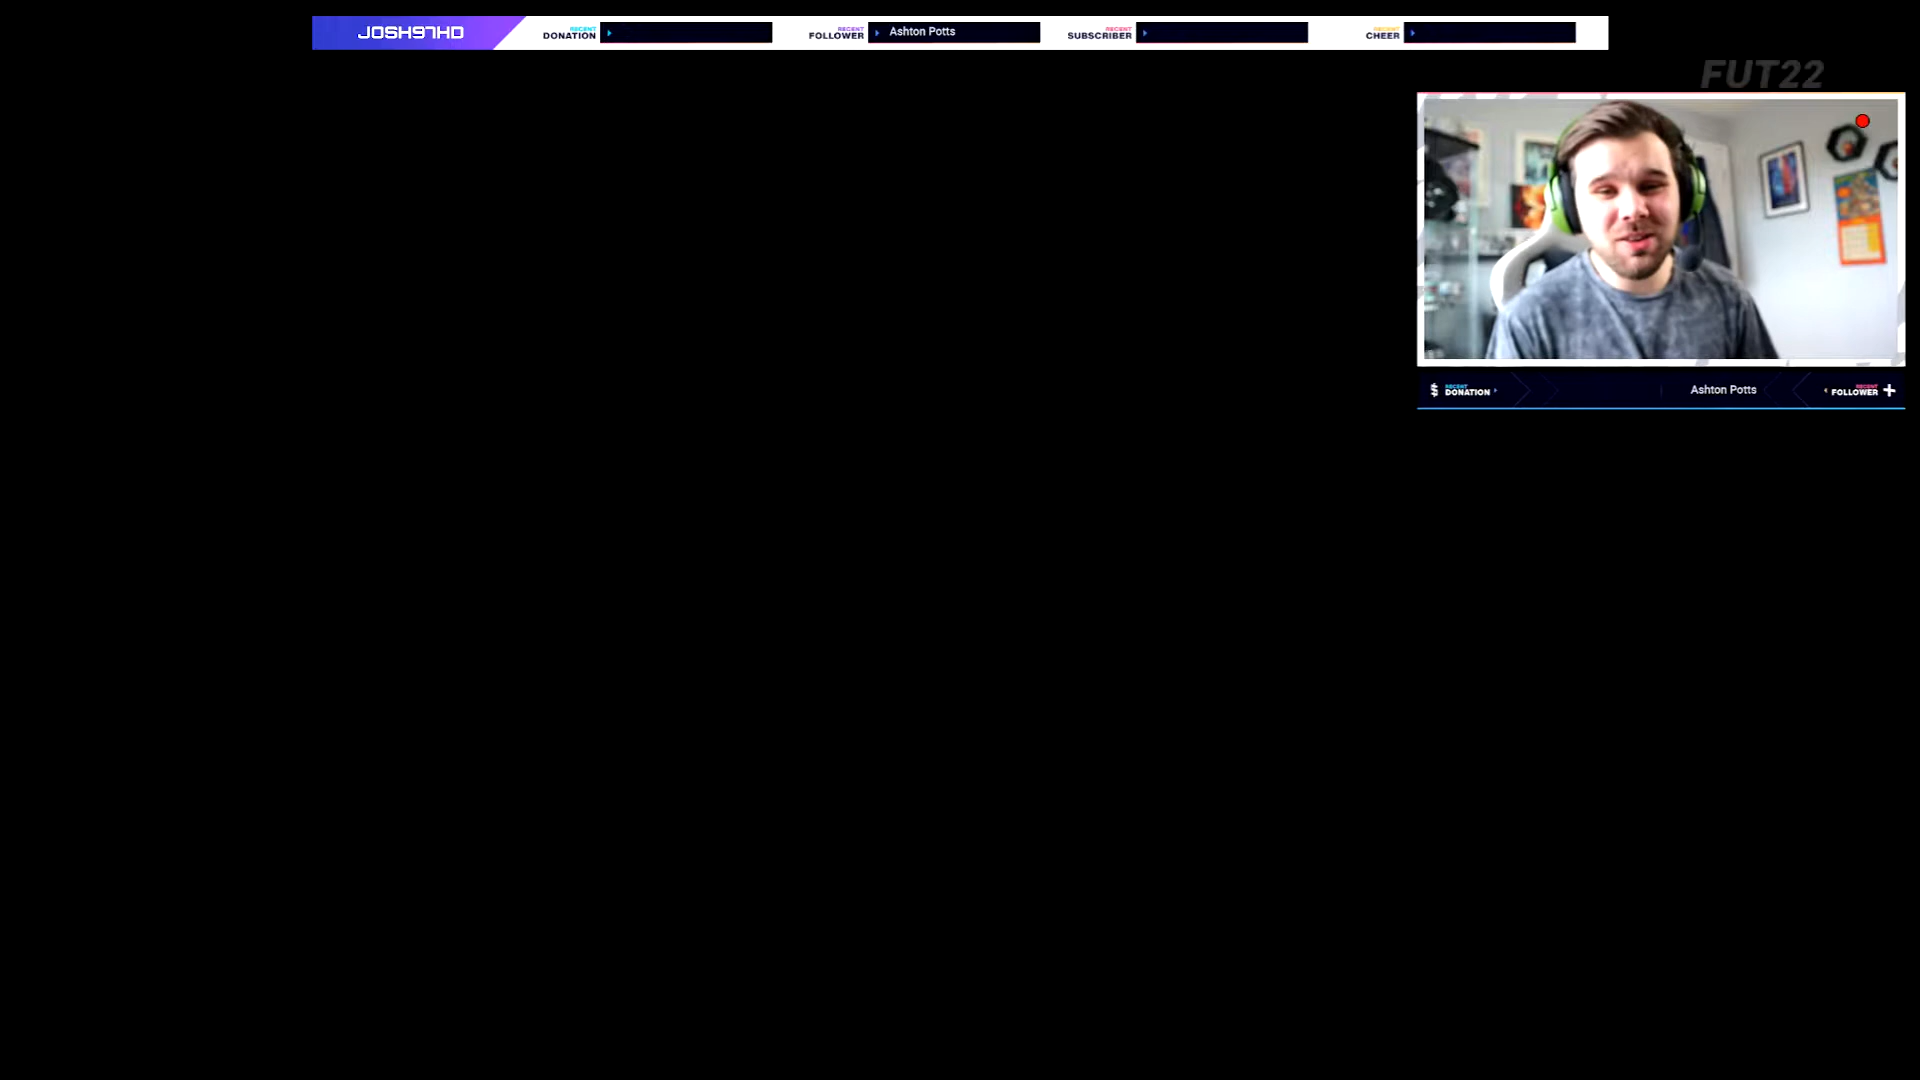 JOSH97HD
RECENT
DONATION
RECENT
FOLLOWER
Ashton Potts
RECENT
SUBSCRIBER
RECENT
CHEER
FUT22
$
RECENT
DONATION
Ashton Potts
RECENT
FOLLOWER